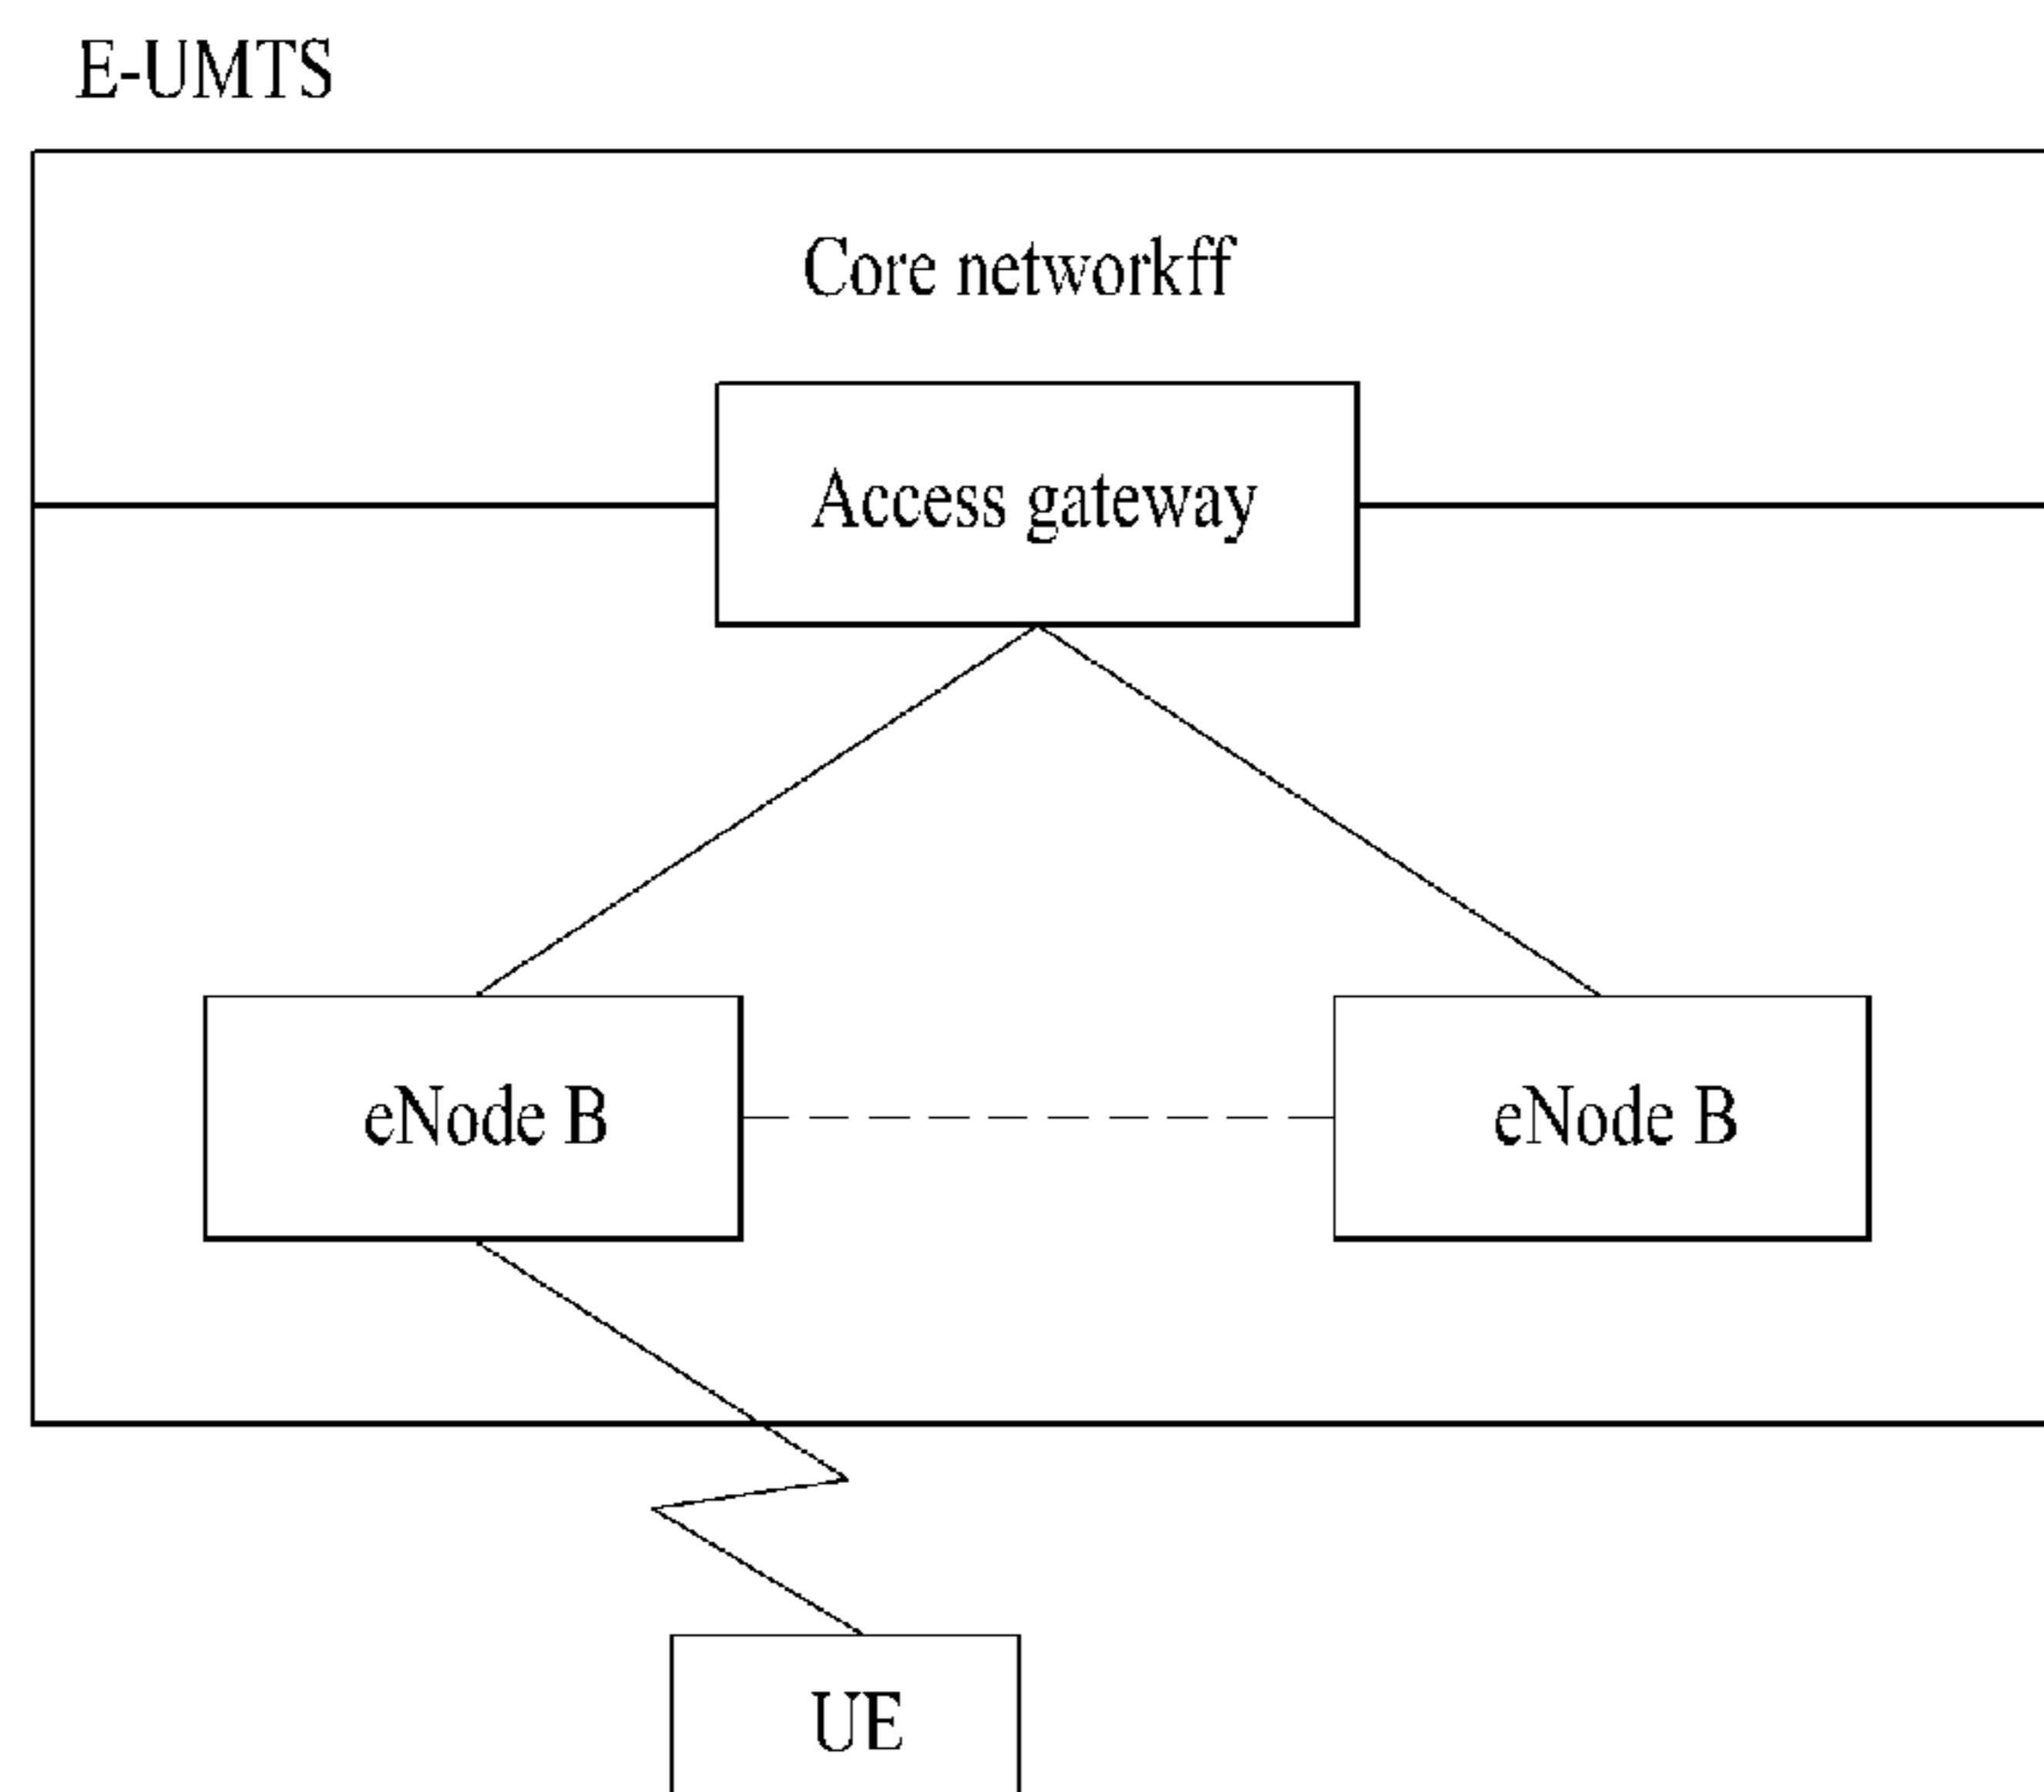 E-UMTS
Core networkff
Access gateway
eNode B
eNode B
UE